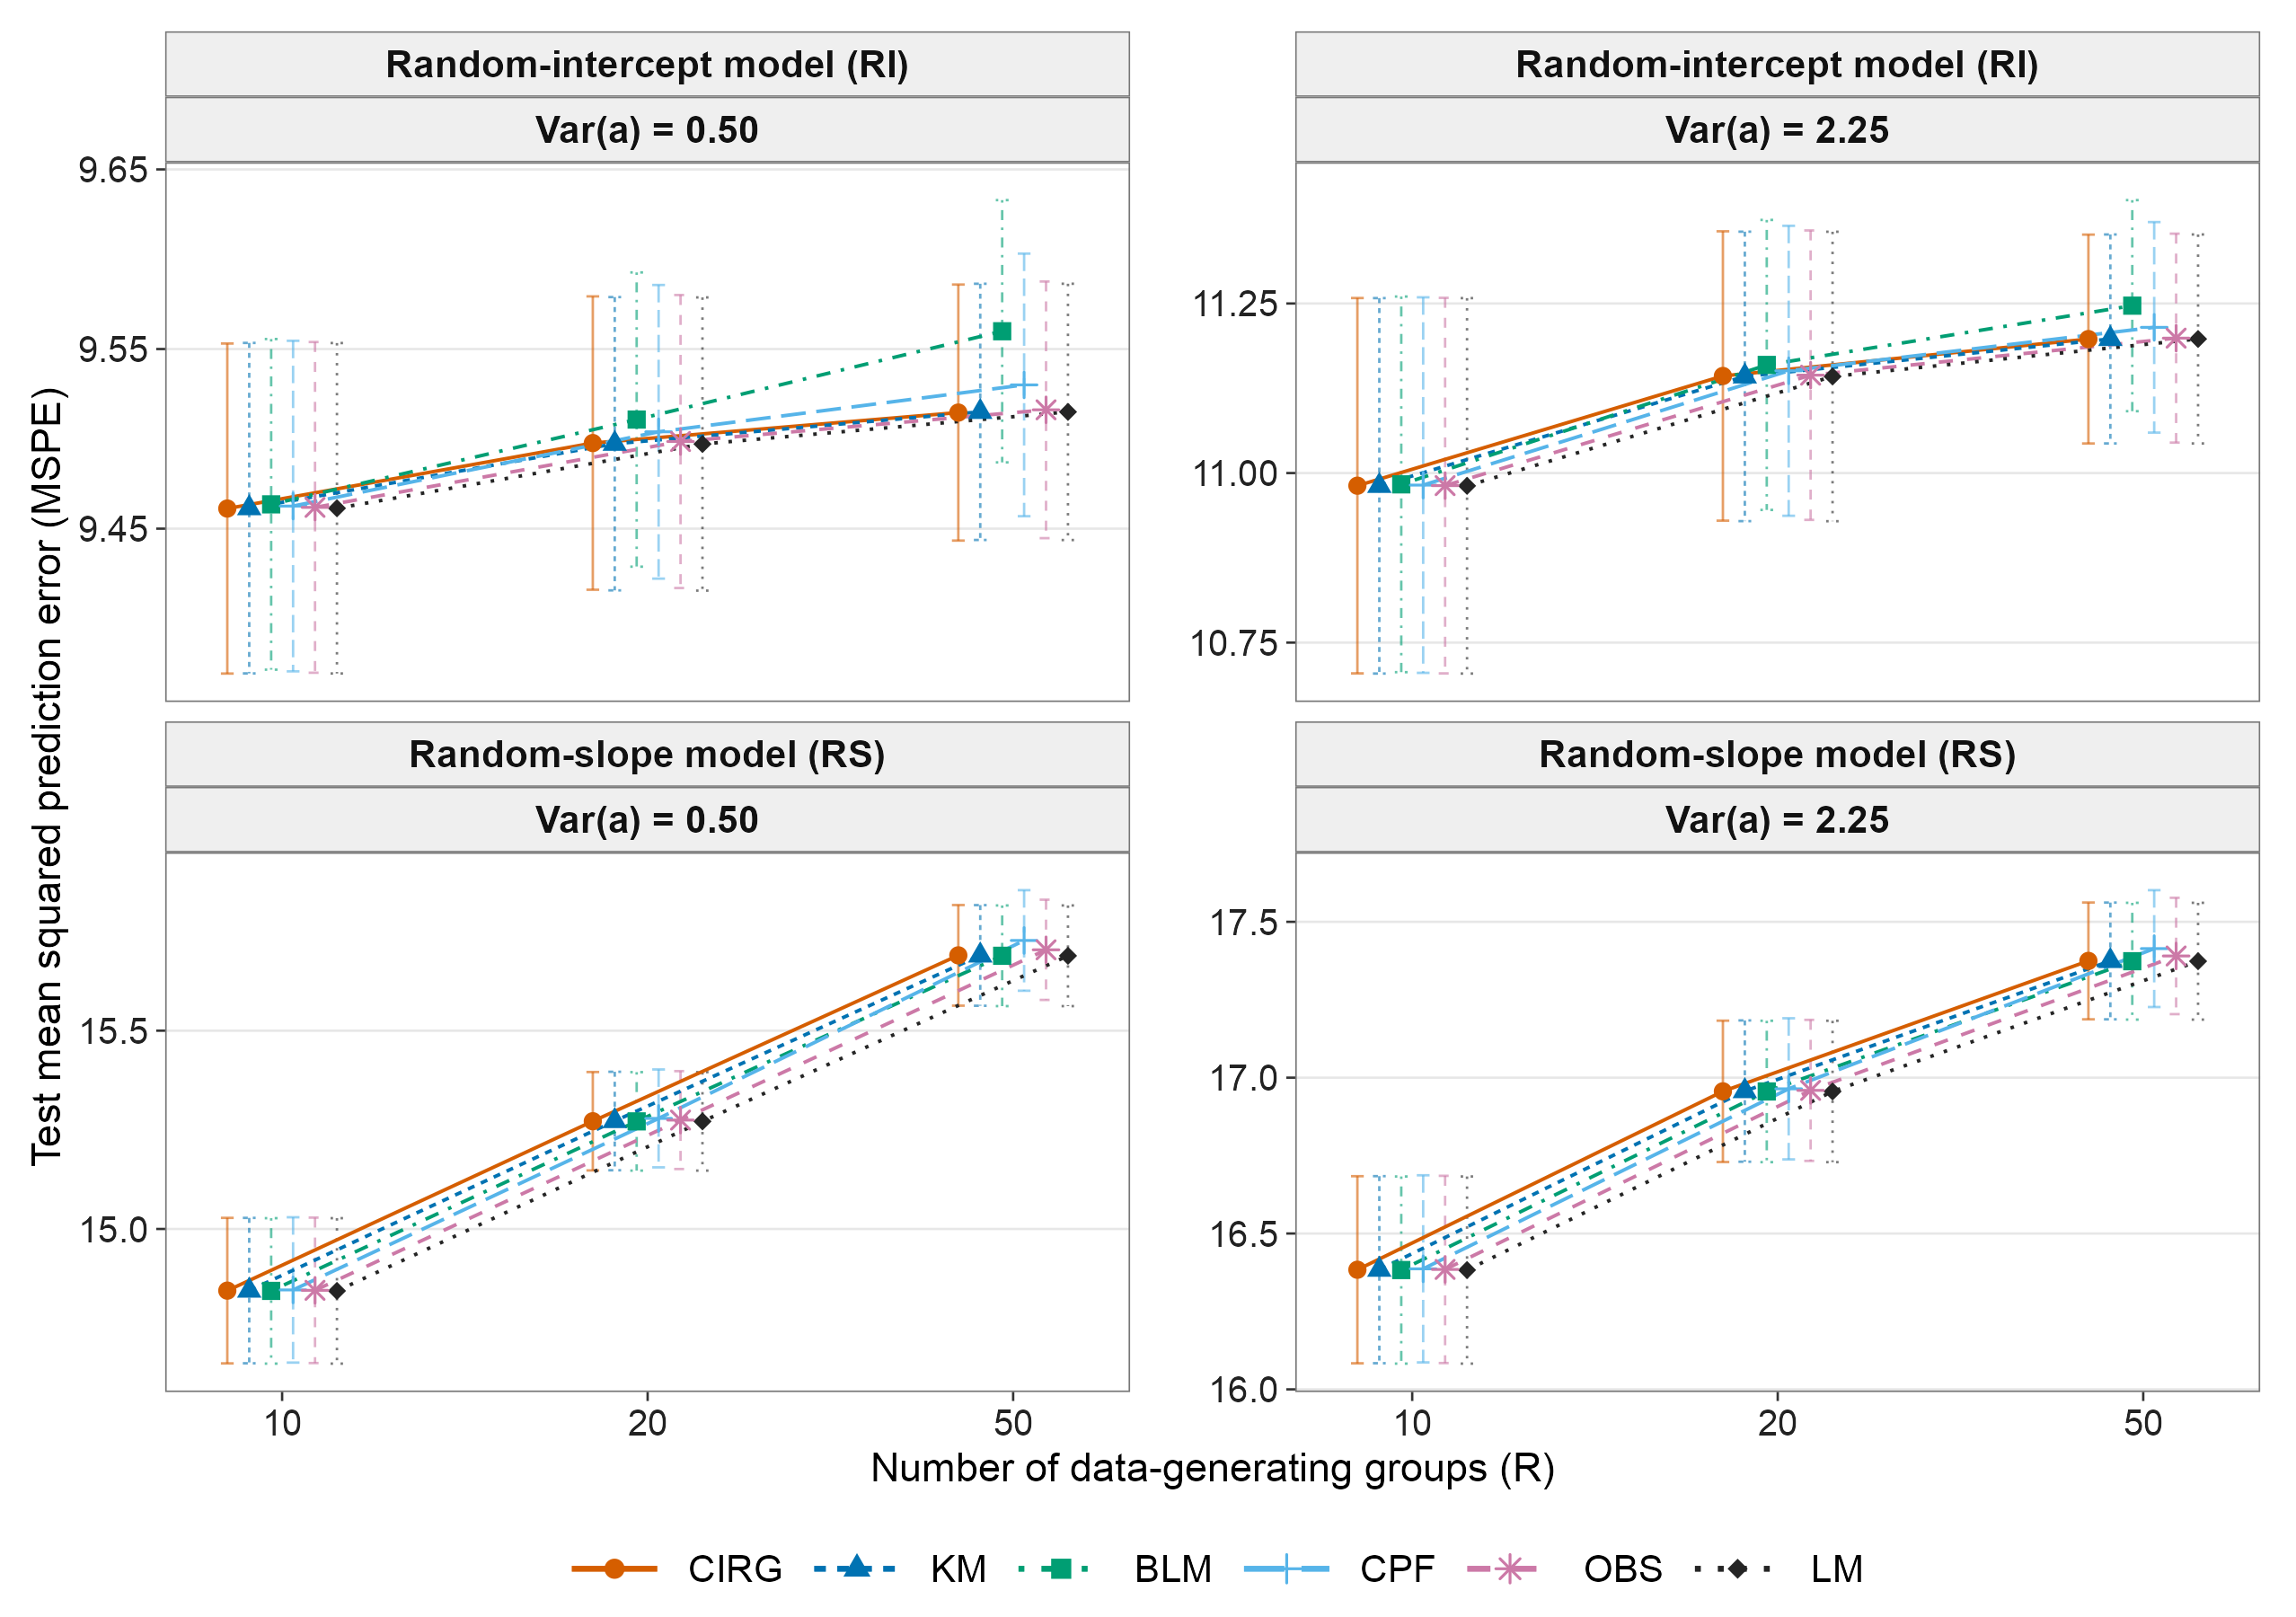 Random-intercept model (RI)
Var(a) = 0.50
Random-intercept model (RI)
Var(a) = 2.25
9.65
9.55
9.45
11.25
11.00
10.75
Random-slope model (RS)
Var(a) = 0.50
Random-slope model (RS)
Var(a) = 2.25
15.5
15.0
17.5
17.0
16.5
16.0
10
20
50
10
20
50
Test mean squared prediction error (MSPE)
Number of data-generating groups (R)
CIRG
KM
BLM
CPF
OBS
LM